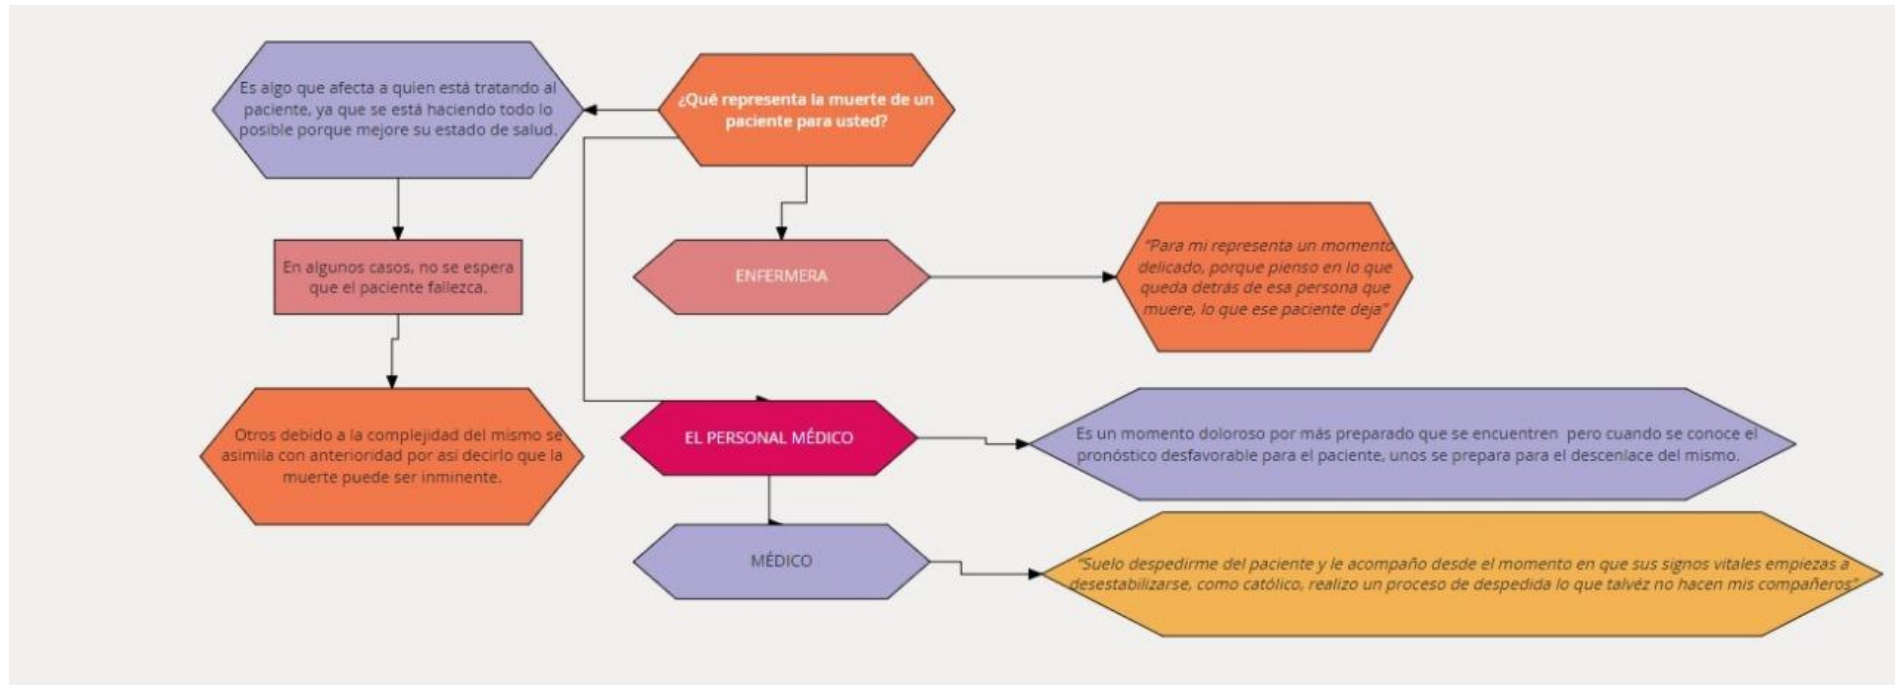 ¿Qué representa la muerte de un
paciente para usted?
Es algo que afecta a quien está tratando al
paciente, ya que se está haciendo todo lo
posible porque mejore su estado de salud.
En algunos casos, no se espera
que el paciente fallezca.
Otros debido a la complejidad del mismo se
asimila con anterioridad por así decirlo que la
muerte puede ser inminente.
ENFERMERA
"Para mi representa un momento
delicado, porque pienso en lo que
queda detrás de esa persona que
muere, lo que ese paciente deja"
EL PERSONAL MÉDICO
Es un momento doloroso por más preparado que se encuentren pero cuando se conoce el
pronóstico desfavorable para el paciente, unos se prepara para el descenlace del mismo.
MÉDICO
"Suelo despedirme del paciente y le acompaño desde el momento en que sus signos vitales empiezas a
desestabilizarse, como católico, realizo un proceso de despedida lo que talvéz no hacen mis compañeros"